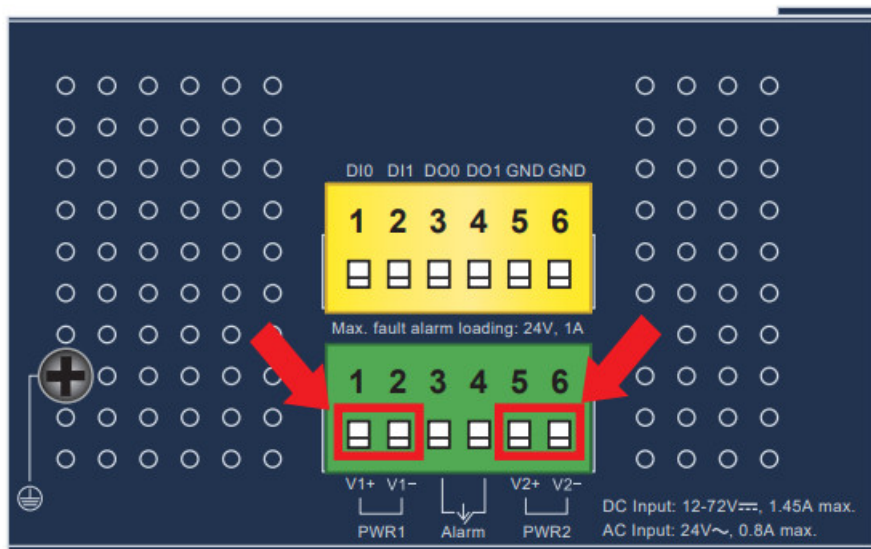 DI0 DI1 DO0 DO1 GND GND
1 2 3 4 5 6
Max. fault alarm loading: 24V, 1A
1 2 3 4 5 6
V1+ V1− V2+ V2−
PWR1 Alarm PWR2
DC Input: 12-72V⎓, 1.45A max.
AC Input: 24V∼, 0.8A max.